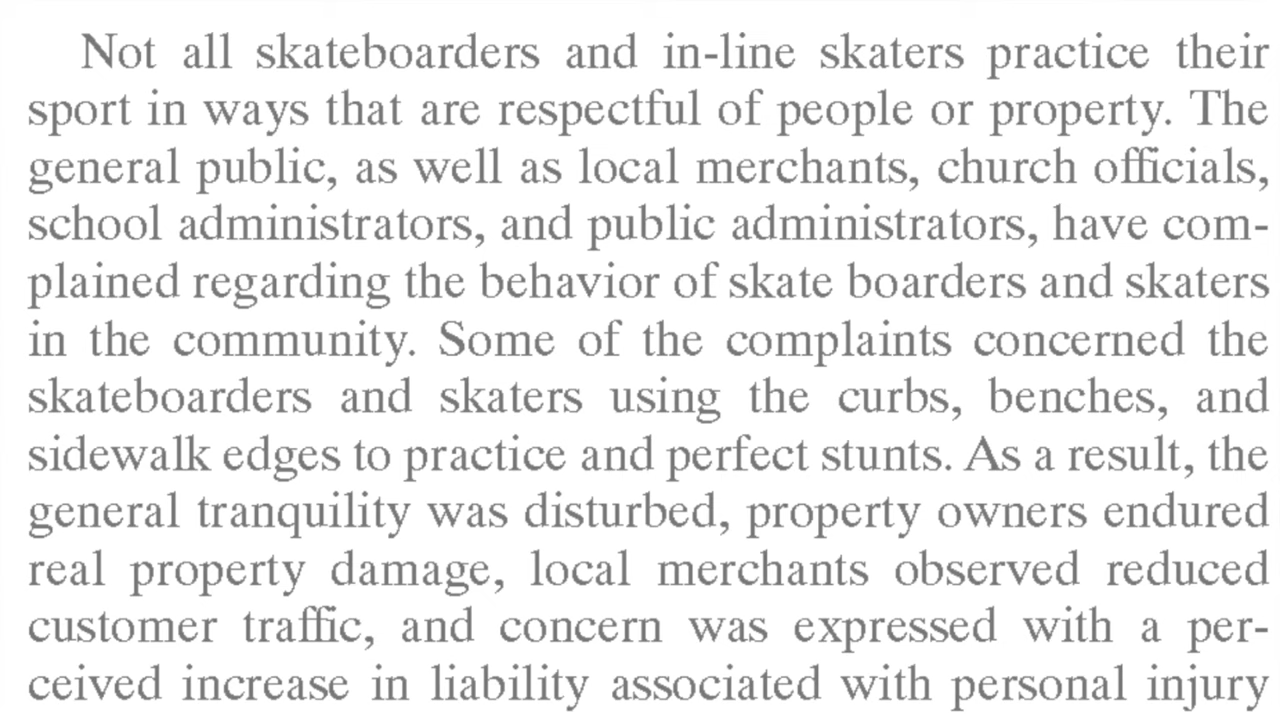 Not all skateboarders and in-line skaters practice their
sport in ways that are respectful of people or property. The
general public, as well as local merchants, church officials,
school administrators, and public administrators, have com-
plained regarding the behavior of skate boarders and skaters
in the community. Some of the complaints concerned the
skateboarders and skaters using the curbs, benches, and
sidewalk edges to practice and perfect stunts. As a result, the
general tranquility was disturbed, property owners endured
real property damage, local merchants observed reduced
customer traffic, and concern was expressed with a per-
ceived increase in liability associated with personal injury